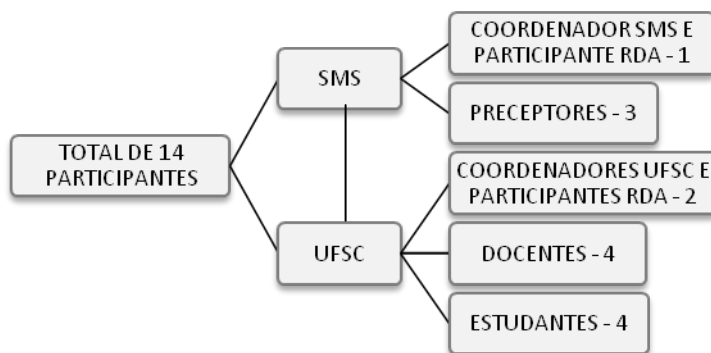 TOTAL DE 14
PARTICIPANTES
SMS
COORDENADOR SMS E
PARTICIPANTE RDA - 1
PRECEPTORES - 3
UFSC
COORDENADORES UFSC E
PARTICIPANTES RDA - 2
DOCENTES - 4
ESTUDANTES - 4